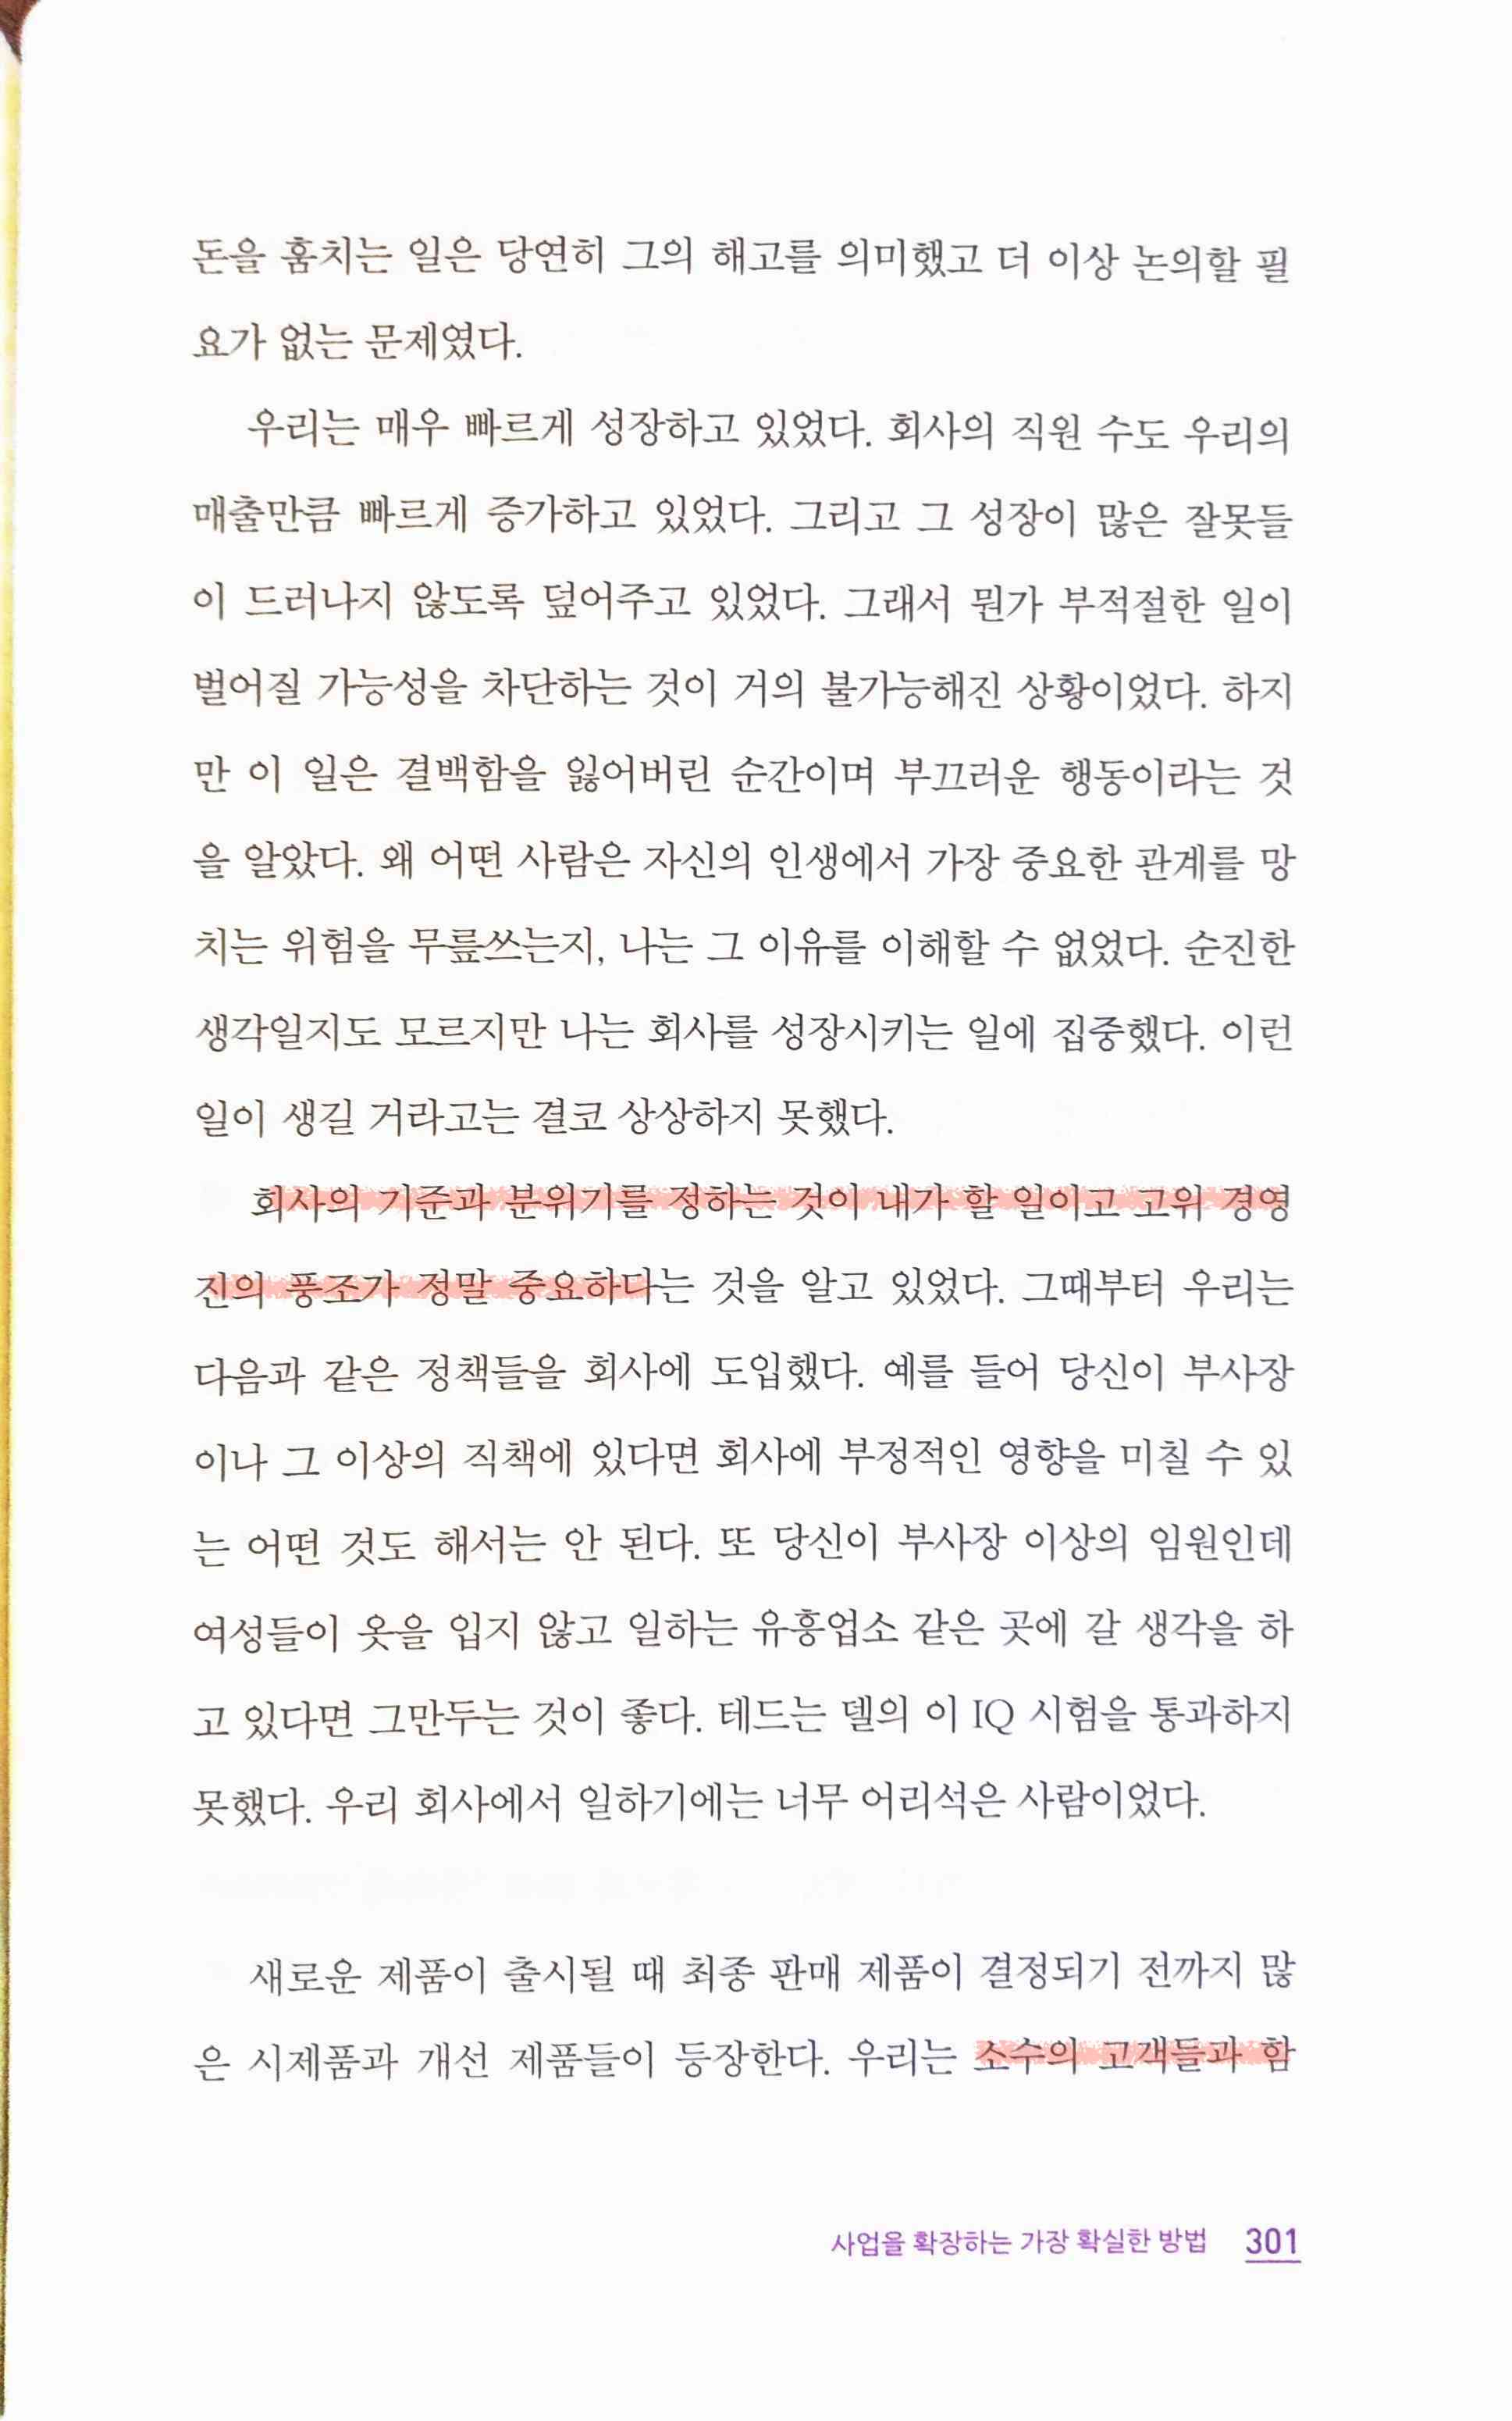 돈을 훔치는 일은 당연히 그의 해고를 의미했고 더 이상 논의할 필
요가 없는 문제였다.
우리는 매우 빠르게 성장하고 있었다. 회사의 직원 수도 우리의
매출만큼 빠르게 증가하고 있었다. 그리고 그 성장이 많은 잘못들
이 드러나지 않도록 덮어주고 있었다. 그래서 뭔가 부적절한 일이
벌어질 가능성을 차단하는 것이 거의 불가능해진 상황이었다. 하지
만 이 일은 결백함을 잃어버린 순간이며 부끄러운 행동이라는 것
을 알았다. 왜 어떤 사람은 자신의 인생에서 가장 중요한 관계를 망
치는 위험을 무릎쓰는지, 나는 그 이유를 이해할 수 없었다. 순진한
생각일지도 모르지만 나는 회사를 성장시키는 일에 집중했다. 이런
일이 생길 거라고는 결코 상상하지 못했다.
회사의 기준과 분위기를 정하는 것이 내가 할 일이고 고위 경영
진의 풍조가 정말 중요하다는 것을 알고 있었다. 그때부터 우리는
다음과 같은 정책들을 회사에 도입했다. 예를 들어 당신이 부사장
이나 그 이상의 직책에 있다면 회사에 부정적인 영향을 미칠 수 있
는 어떤 것도 해서는 안 된다. 또 당신이 부사장 이상의 임원인데
여성들이 옷을 입지 않고 일하는 유흥업소 같은 곳에 갈 생각을 하
고 있다면 그만두는 것이 좋다. 테드는 델의 이 IQ 시험을 통과하지
못했다. 우리 회사에서 일하기에는 너무 어리석은 사람이었다.
새로운 제품이 출시될 때 최종 판매 제품이 결정되기 전까지 많
은 시제품과 개선 제품들이 등장한다. 우리는 소수의 고객들과 함
사업을 확장하는 가장 확실한 방법 301